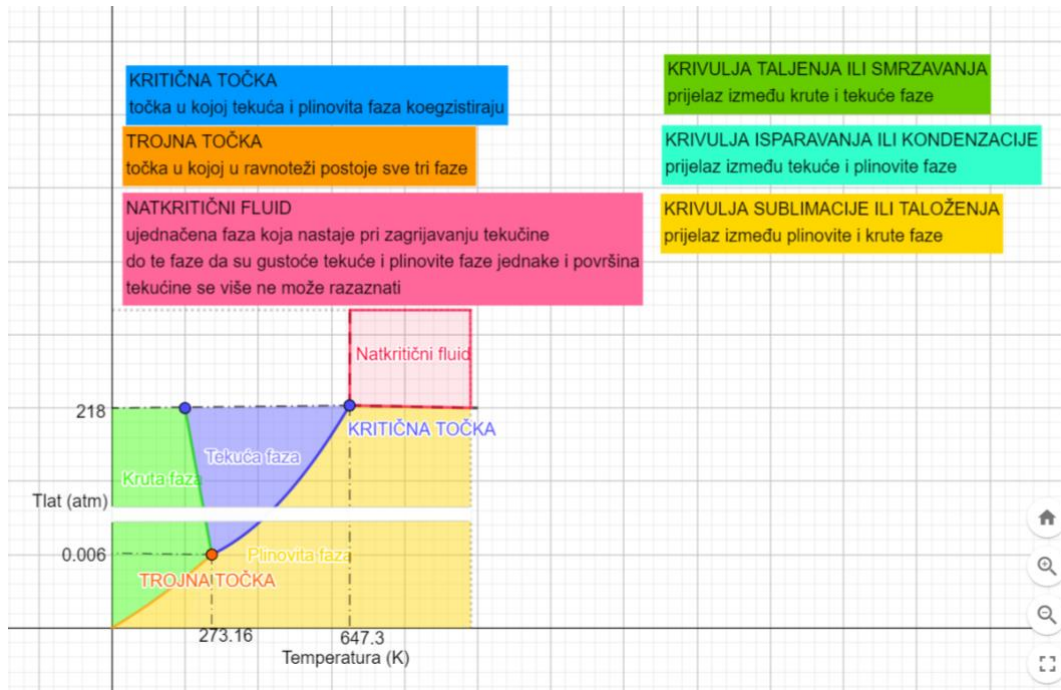 KRITIČNA TOČKA
točka u kojoj tekuća i plinovita faza koegzistiraju
TROJNA TOČKA
točka u kojoj u ravnoteži postoje sve tri faze
NATKRITIČNI FLUID
ujednačena faza koja nastaje pri zagrijavanju tekučine
do te faze da su gustoće tekuće i plinovite faze jednake i površina
tekućine se više ne može razaznati
KRIVULJA TALJENJA ILI SMRZAVANJA
prijelaz između krute i tekuće faze
KRIVULJA ISPARAVANJA ILI KONDENZACIJE
prijelaz između tekuće i plinovite faze
KRIVULJA SUBLIMACIJE ILI TALOŽENJA
prijelaz između plinovite i krute faze
Natkritični fluid
218
KRITIČNA TOČKA
Tekuća faza
Kruta faza
Tlat (atm)
0.006
Plinovita faza
TROJNA TOČKA
273.16
647.3
Temperatura (K)